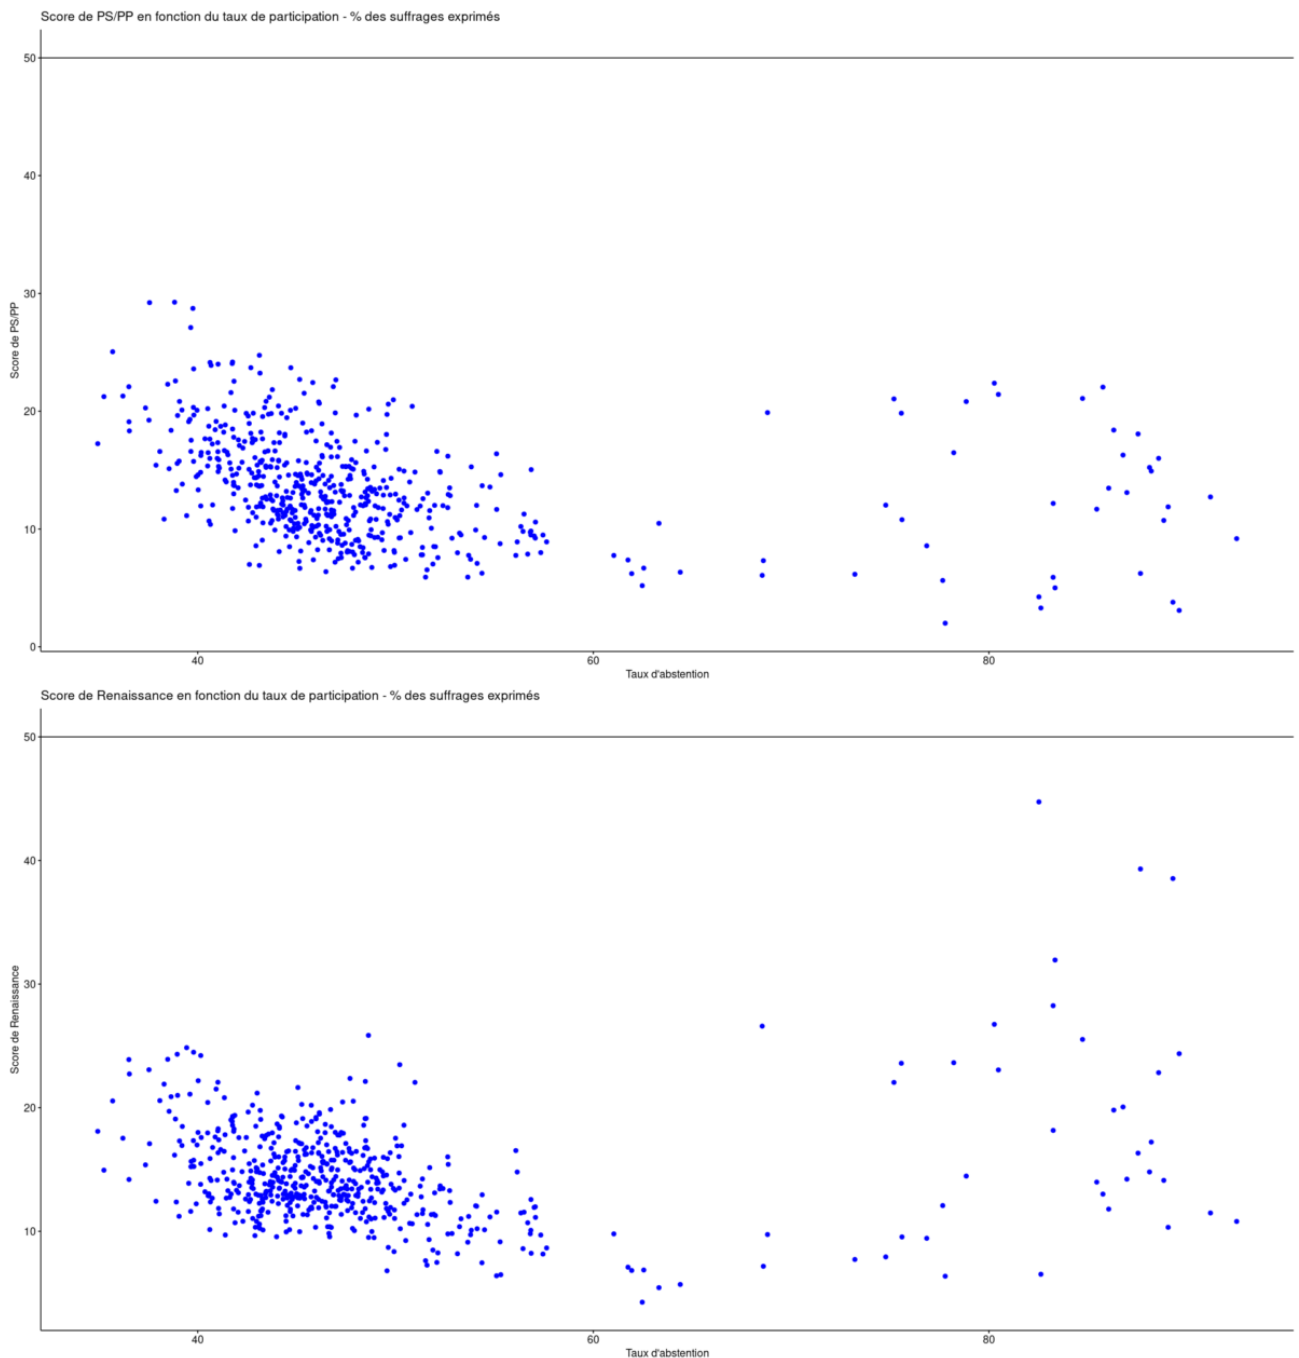 Score de PS/PP en fonction du taux de participation - % des suffrages exprimés
50
40
30
20
10
0
Score de PS/PP
40 60 80
Taux d'abstention
Score de Renaissance en fonction du taux de participation - % des suffrages exprimés
50
40
30
20
10
Score de Renaissance
40 60 80
Taux d'abstention